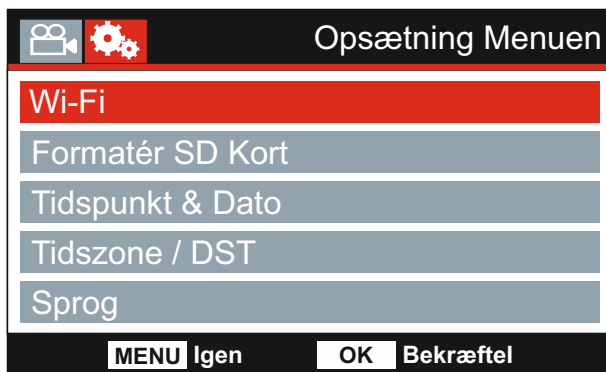 Opsætning Menuen
Wi-Fi
Formatér SD Kort
Tidspunkt & Dato
Tidszone / DST
Sprog
MENU Igen OK Bekræftel